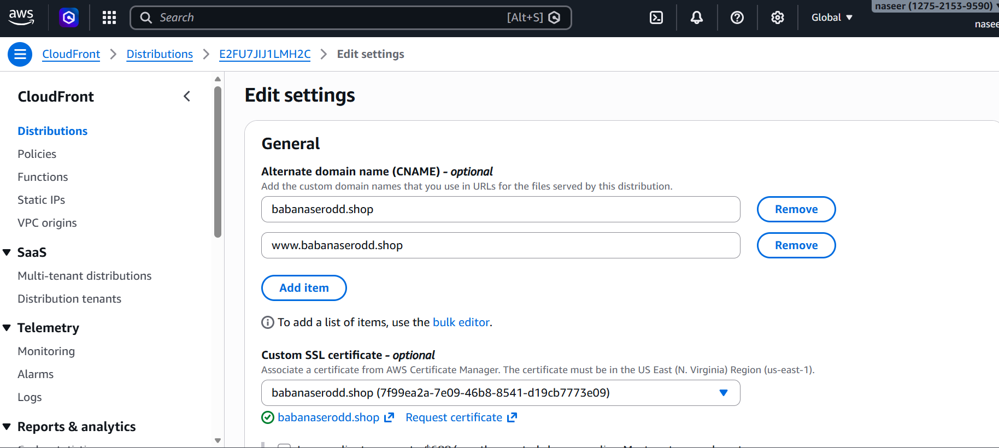 aws
Search
[Alt+S]
Global
naseer (1275-2153-9590)
CloudFront
Distributions
E2FU7JIJ1LMH2C
Edit settings
CloudFront
Distributions
Policies
Functions
Static IPs
VPC origins
SaaS
Multi-tenant distributions
Distribution tenants
Telemetry
Monitoring
Alarms
Logs
Reports & analytics
Edit settings
General
Alternate domain name (CNAME) - optional
Add the custom domain names that you use in URLs for the files served by this distribution.
babanaserodd.shop
Remove
www.babanaserodd.shop
Remove
Add item
To add a list of items, use the bulk editor.
Custom SSL certificate - optional
Associate a certificate from AWS Certificate Manager. The certificate must be in the US East (N. Virginia) Region (us-east-1).
babanaserodd.shop (7f99ea2a-7e09-46b8-8541-d19cb7773e09)
babanaserodd.shop
Request certificate